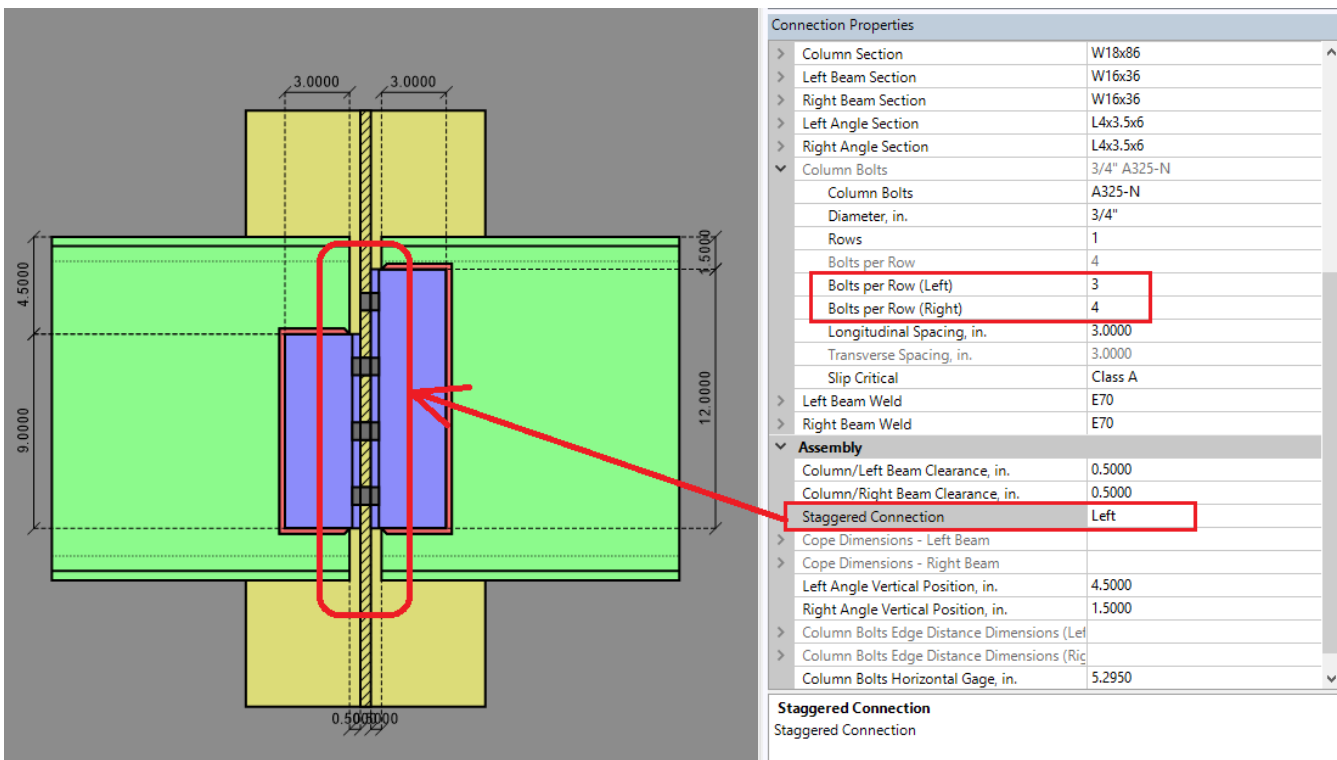 3.0000 3.0000
4.5000
1.5000
9.0000
12.0000
Connection Properties
Column Section W18x86
Left Beam Section W16x36
Right Beam Section W16x36
Left Angle Section L4x3.5x6
Right Angle Section L4x3.5x6
Column Bolts 3/4" A325-N
Column Bolts A325-N
Diameter, in. 3/4"
Rows 1
Bolts per Row 4
Bolts per Row (Left) 3
Bolts per Row (Right) 4
Longitudinal Spacing, in. 3.0000
Transverse Spacing, in. 3.0000
Slip Critical Class A
Left Beam Weld E70
Right Beam Weld E70
Assembly
Column/Left Beam Clearance, in. 0.5000
Column/Right Beam Clearance, in. 0.5000
Staggered Connection Left
Cope Dimensions - Left Beam
Cope Dimensions - Right Beam
Left Angle Vertical Position, in. 4.5000
Right Angle Vertical Position, in. 1.5000
Column Bolts Edge Distance Dimensions (Lef
Column Bolts Edge Distance Dimensions (Rig
Column Bolts Horizontal Gage, in. 5.2950
Staggered Connection
Staggered Connection